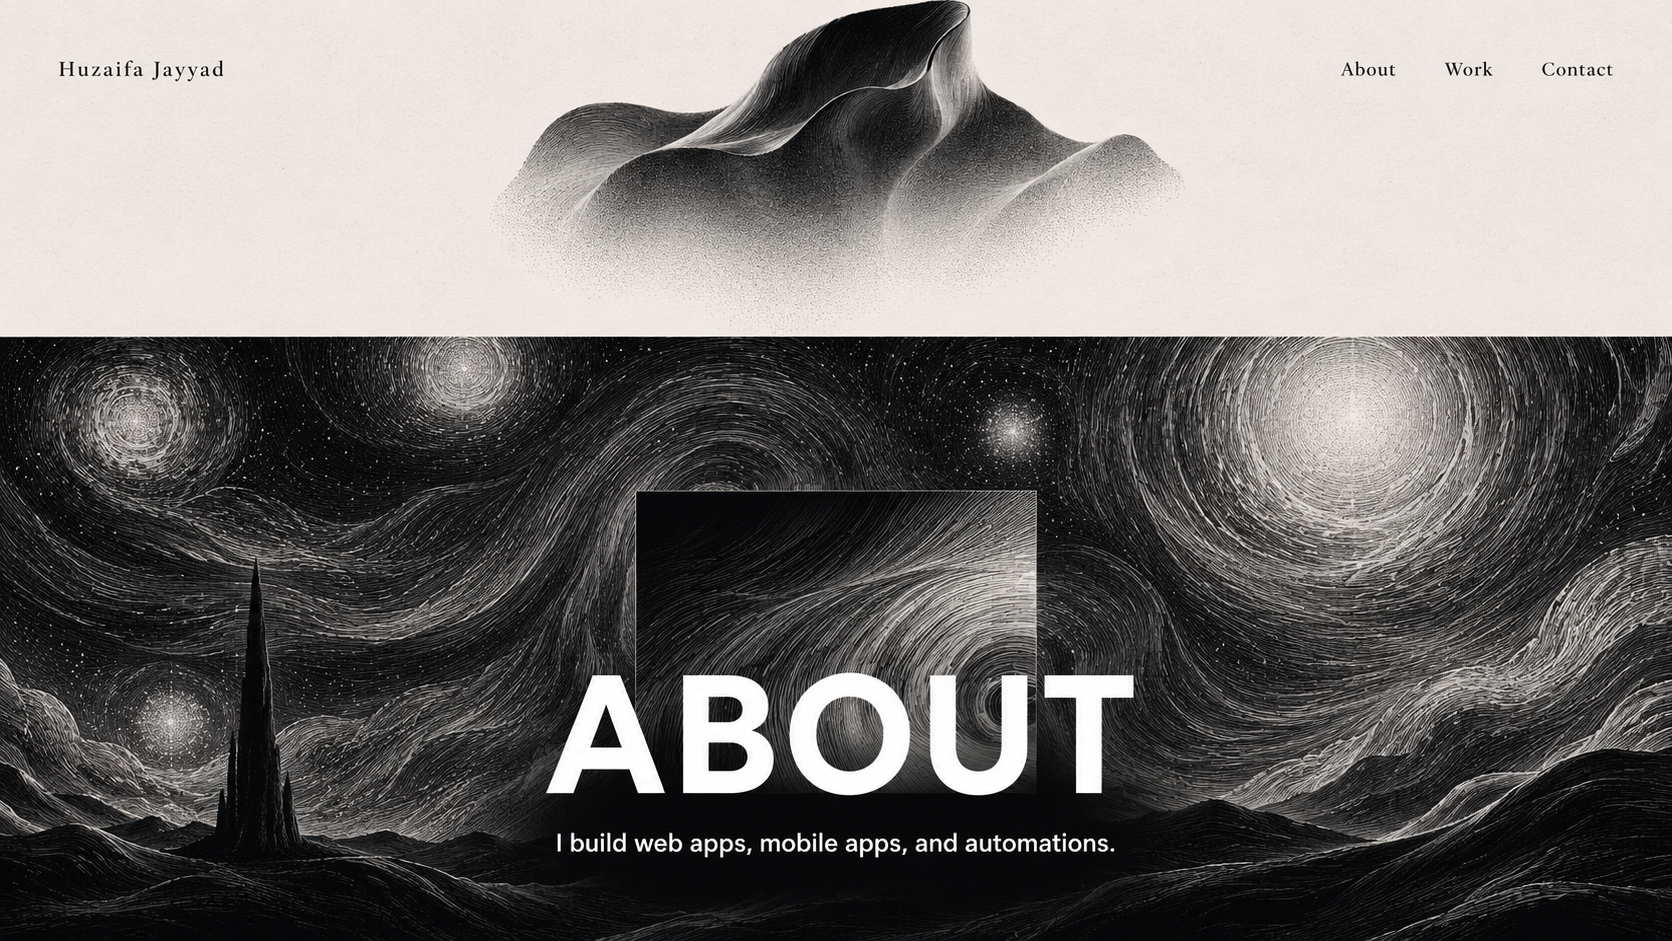 Huzaifa Jayyad
About
Work
Contact
ABOUT
I build web apps, mobile apps, and automations.